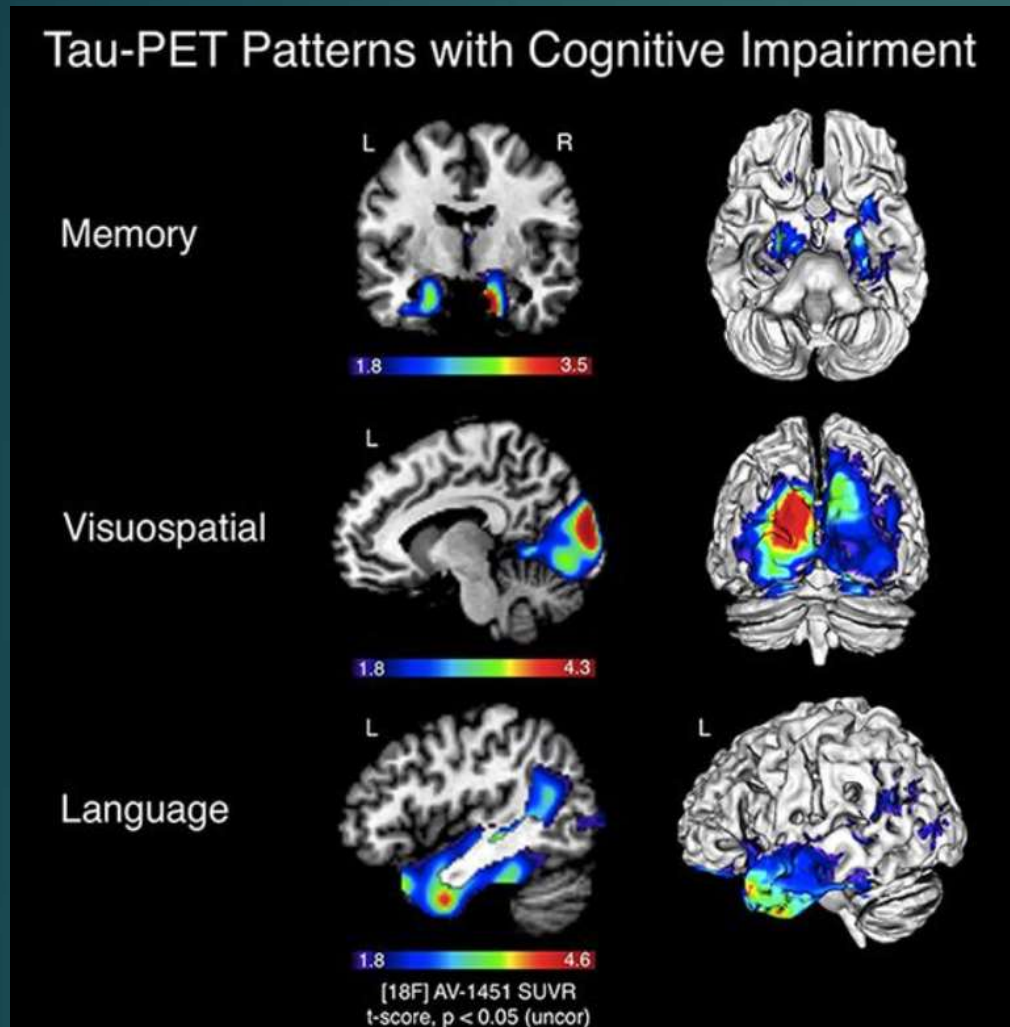 Tau-PET Patterns with Cognitive Impairment
L R
Memory
1.8 3.5
L
Visuospatial
1.8 4.3
L L
Language
1.8 4.6
[18F] AV-1451 SUVR
t-score, p < 0.05 (uncor)